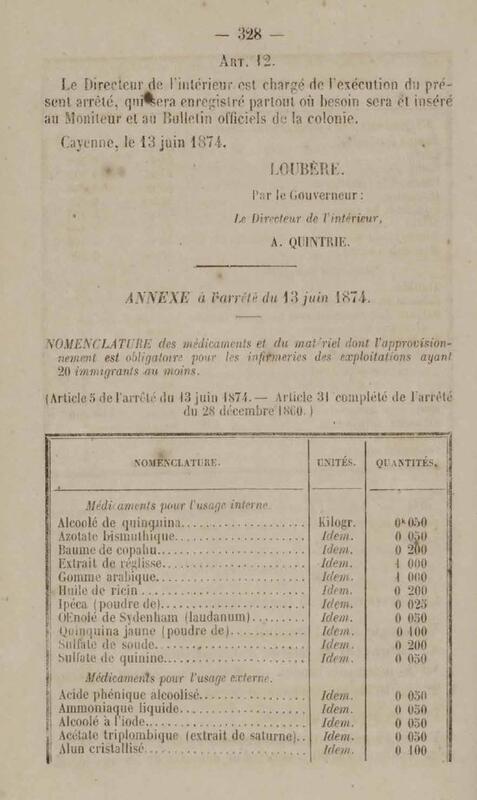 — 328 —
ART. 12.
Le Directeur de l'intérieur est chargé de l'exécution du pré-
sent arrêté, qui sera enregistré partout où besoin sera et inséré
au Moniteur et au Bulletin officiels de la colonie.
Cayenne, le 13 juin 1874.
LOUBÈRE.
Par le Gouverneur :
Le Directeur de l'intérieur,
A. QUINTRIE.
ANNEXE à l'arrêté du 13 juin 1874.
NOMENCLATURE des médicaments et du matériel dont l'approvision-
nement est obligatoire pour les infirmeries des exploitations ayant
20 immigrants au moins.
(Article 5 de l'arrêté du 13 juin 1874. — Article 31 complété de l'arrêté
du 28 décembre 1860.)
NOMENCLATURE. UNITÉS. QUANTITÉS.
Médicaments pour l'usage interne.
Alcoolé de quinquina Kilogr. 0k 050
Azotate bismuthique Idem. 0 050
Baume de copahu Idem. 0 200
Extrait de réglisse Idem. 1 000
Gomme arabique Idem. 1 000
Huile de ricin Idem. 0 200
Ipéca (poudre de) Idem. 0 025
OEnolé de Sydenham (laudanum) Idem. 0 050
Quinquina jaune (poudre de) Idem. 0 100
Sulfate de soude Idem. 0 200
Sulfate de quinine Idem. 0 050
Médicaments pour l'usage externe.
Acide phénique alcoolisé Idem. 0 050
Ammoniaque liquide Idem. 0 050
Alcoolé à l'iode Idem. 0 050
Acétate triplombique (extrait de saturne).. Idem. 0 050
Alun cristallisé Idem. 0 100